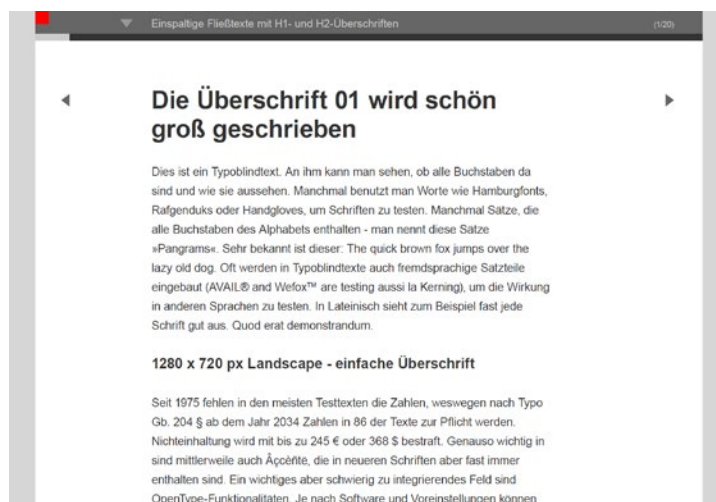 Einspaltige Fließtexte mit H1- und H2-Überschriften
(1/20)
Die Überschrift 01 wird schön
groß geschrieben
Dies ist ein Typoblindtext. An ihm kann man sehen, ob alle Buchstaben da
sind und wie sie aussehen. Manchmal benutzt man Worte wie Hamburgfonts,
Rafgenduks oder Handgloves, um Schriften zu testen. Manchmal Sätze, die
alle Buchstaben des Alphabets enthalten - man nennt diese Sätze
»Pangrams«. Sehr bekannt ist dieser: The quick brown fox jumps over the
lazy old dog. Oft werden in Typoblindtexte auch fremdsprachige Satzteile
eingebaut (AVAIL® and Wefox™ are testing aussi la Kerning), um die Wirkung
in anderen Sprachen zu testen. In Lateinisch sieht zum Beispiel fast jede
Schrift gut aus. Quod erat demonstrandum.
1280 x 720 px Landscape - einfache Überschrift
Seit 1975 fehlen in den meisten Testtexten die Zahlen, weswegen nach Typo
Gb. 204 § ab dem Jahr 2034 Zahlen in 86 der Texte zur Pflicht werden.
Nichteinhaltung wird mit bis zu 245 € oder 368 $ bestraft. Genauso wichtig in
sind mittlerweile auch Âçcèñte, die in neueren Schriften aber fast immer
enthalten sind. Ein wichtiges aber schwierig zu integrierendes Feld sind
OpenType-Funktionalitäten. Je nach Software und Voreinstellungen können